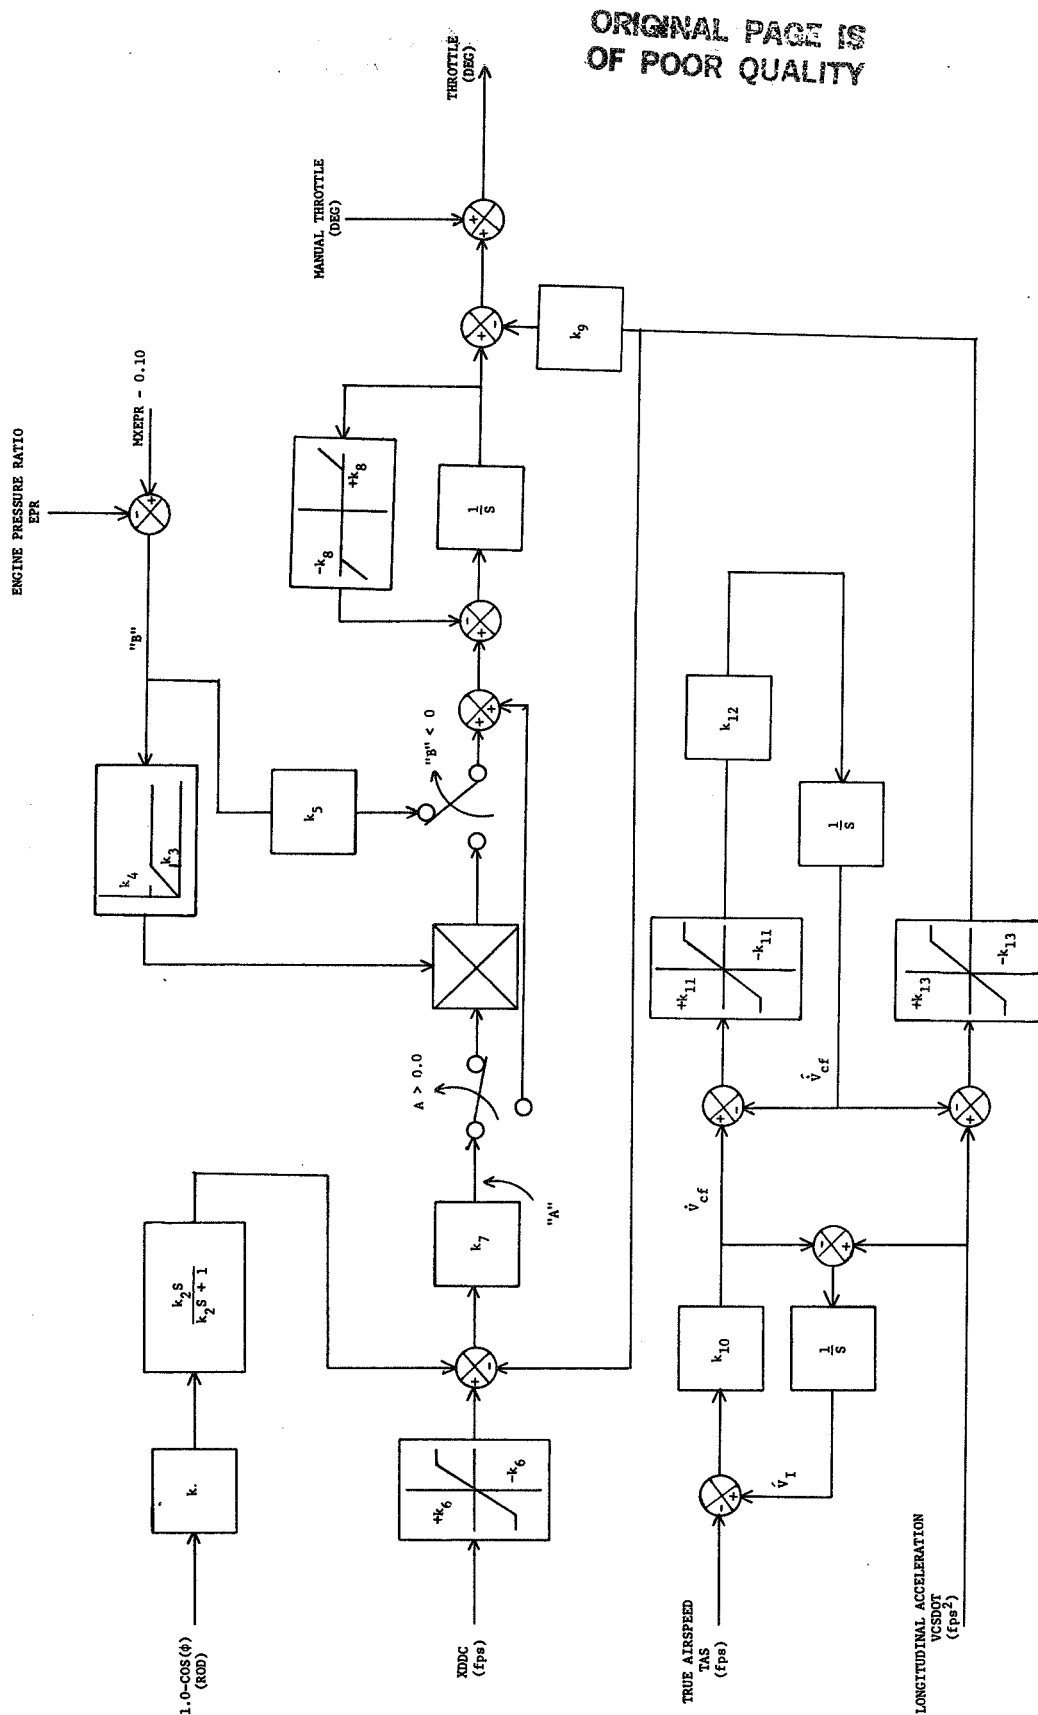 ORIGINAL PAGE IS
OF POOR QUALITY
THROTTLE
(DEG)
MANUAL THROTTLE
(DEG)
ENGINE PRESSURE RATIO
EPR
MXEPR - 0.10
"B"
k4
k3
k5
"B" < 0
-k8
+k8
1
S
k9
A > 0.0
"A"
k7
k2S
k2S + 1
k
1.0-COS(Φ)
(ROD)
+k6
-k6
XDDC
(fps)
k12
1
S
+k11
-k11
+k13
-k13
V̂̇cf
V̇cf
k10
1
S
V̂I
TRUE AIRSPEED
TAS
(fps)
LONGITUDINAL ACCELERATION
VCSDOT
(fps2)